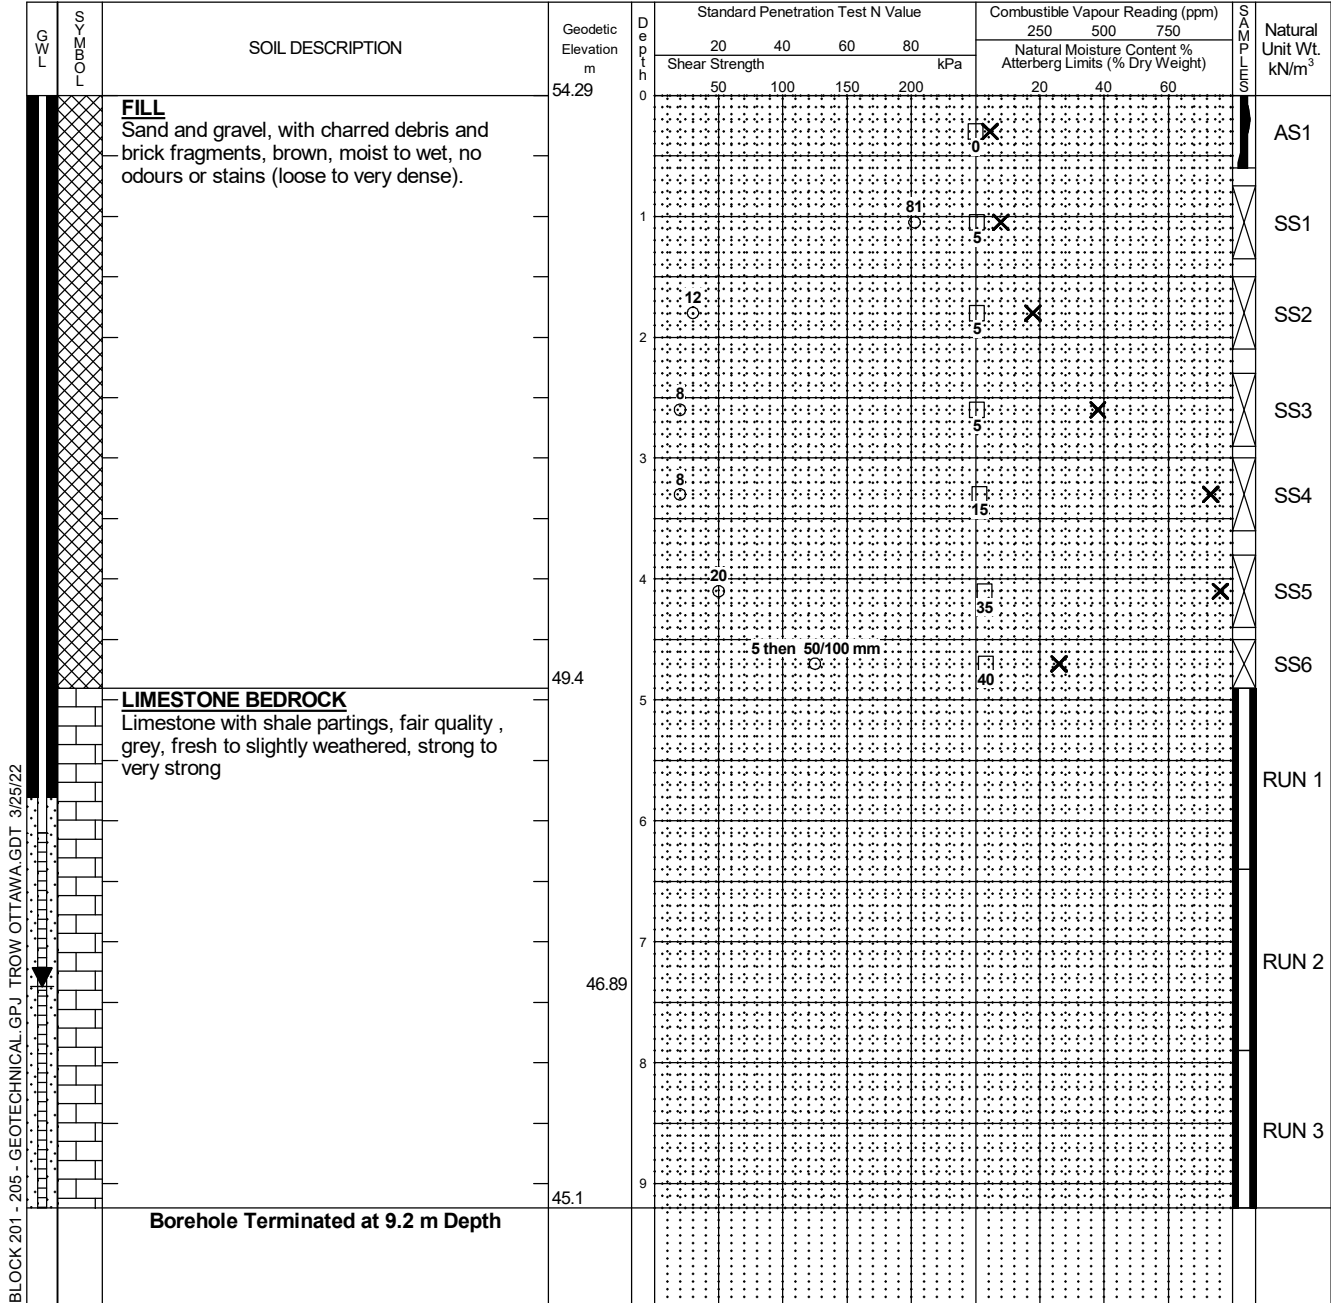 GWL
SYMBOL
SOIL DESCRIPTION
Geodetic
Elevation
m
54.29
Depth
Standard Penetration Test N Value
20 40 60 80
Shear Strength kPa
50 100 150 200
Combustible Vapour Reading (ppm)
250 500 750
Natural Moisture Content %
Atterberg Limits (% Dry Weight)
20 40 60
SAMPLES
Natural
Unit Wt.
kN/m³
0
FILL
Sand and gravel, with charred debris and
brick fragments, brown, moist to wet, no
odours or stains (loose to very dense).
0
AS1
81
1
5
SS1
12
5
SS2
2
8
5
SS3
3
8
15
SS4
20
4
35
SS5
5 then 50/100 mm
40
SS6
49.4
LIMESTONE BEDROCK
Limestone with shale partings, fair quality ,
grey, fresh to slightly weathered, strong to
very strong
5
RUN 1
6
7
RUN 2
46.89
8
RUN 3
9
45.1
Borehole Terminated at 9.2 m Depth
BLOCK 201 - 205 - GEOTECHNICAL.GPJ TROW OTTAWA.GDT 3/25/22